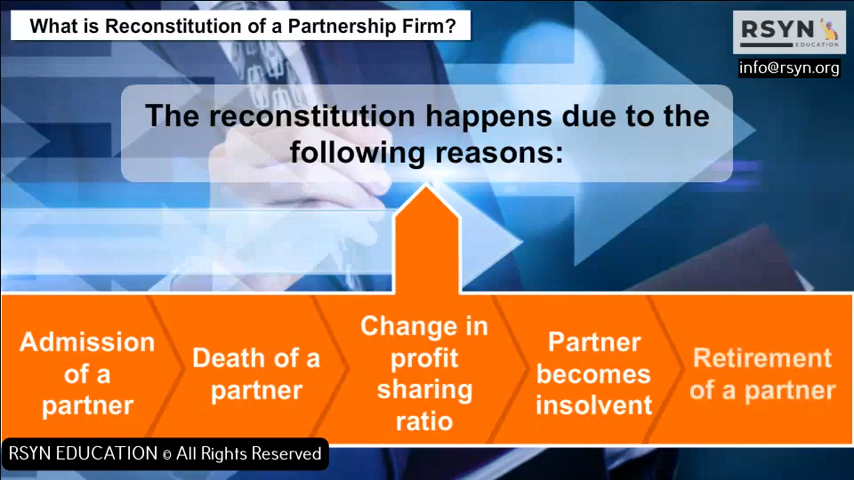 What is Reconstitution of a Partnership Firm?
RSYN
EDUCATION
info@rsyn.org
The reconstitution happens due to the
following reasons:
Admission
of a
partner
Death of a
partner
Change in
profit
sharing
ratio
Partner
becomes
insolvent
Retirement
of a partner
RSYN EDUCATION © All Rights Reserved